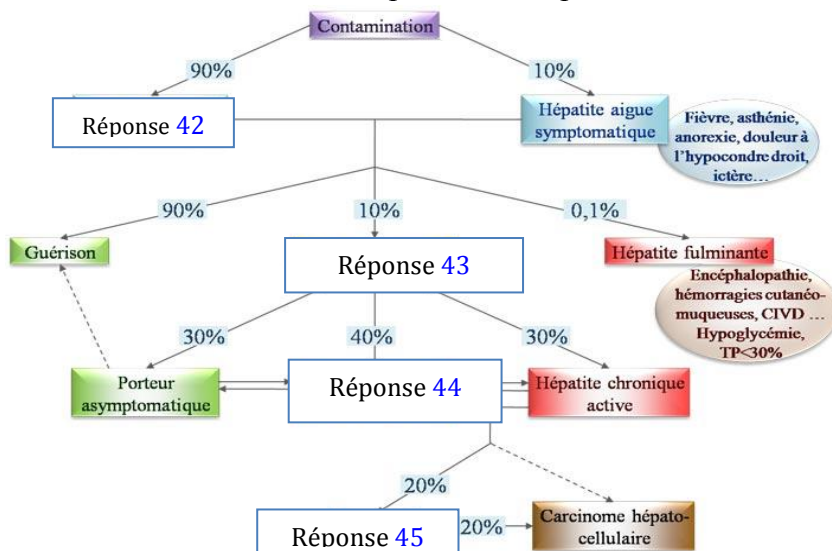 Contamination
90%
10%
Réponse 42
Hépatite aigue
symptomatique
Fièvre, asthénie,
anorexie, douleur à
l'hypocondre droit,
ictère…
90%
10%
0,1%
Guérison
Réponse 43
Hépatite fulminante
Encéphalopathie,
hémorragies cutanéo-
muqueuses, CIVD …
Hypoglycémie,
TP<30%
30%
40%
30%
Porteur
asymptomatique
Réponse 44
Hépatite chronique
active
20%
Réponse 45
20%
Carcinome hépato-
cellulaire